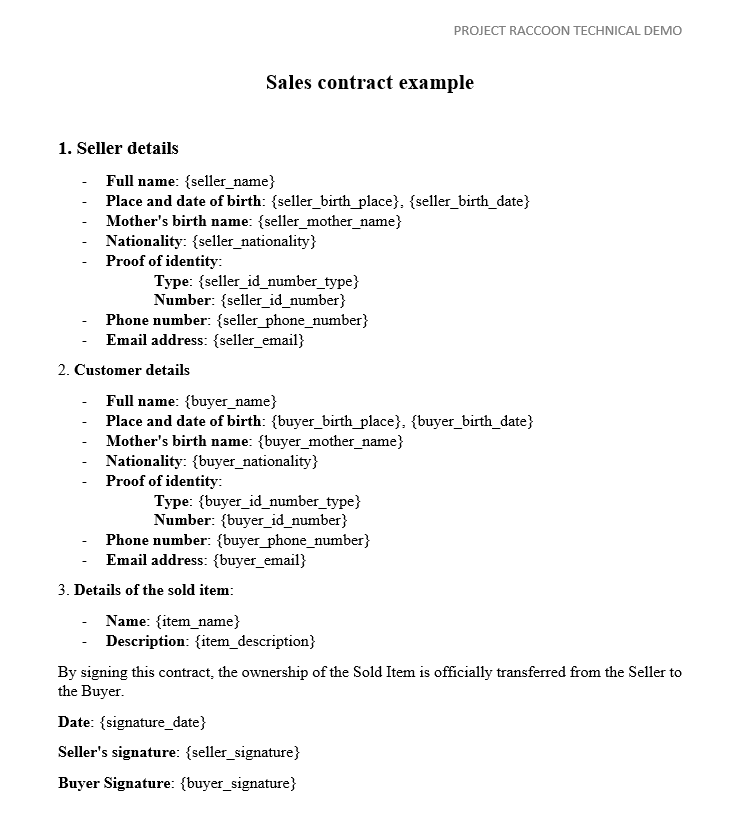 PROJECT RACCOON TECHNICAL DEMO
Sales contract example
1. Seller details
- Full name: {seller_name}
- Place and date of birth: {seller_birth_place}, {seller_birth_date}
- Mother's birth name: {seller_mother_name}
- Nationality: {seller_nationality}
- Proof of identity:
Type: {seller_id_number_type}
Number: {seller_id_number}
- Phone number: {seller_phone_number}
- Email address: {seller_email}
2. Customer details
- Full name: {buyer_name}
- Place and date of birth: {buyer_birth_place}, {buyer_birth_date}
- Mother's birth name: {buyer_mother_name}
- Nationality: {buyer_nationality}
- Proof of identity:
Type: {buyer_id_number_type}
Number: {buyer_id_number}
- Phone number: {buyer_phone_number}
- Email address: {buyer_email}
3. Details of the sold item:
- Name: {item_name}
- Description: {item_description}
By signing this contract, the ownership of the Sold Item is officially transferred from the Seller to
the Buyer.
Date: {signature_date}
Seller's signature: {seller_signature}
Buyer Signature: {buyer_signature}